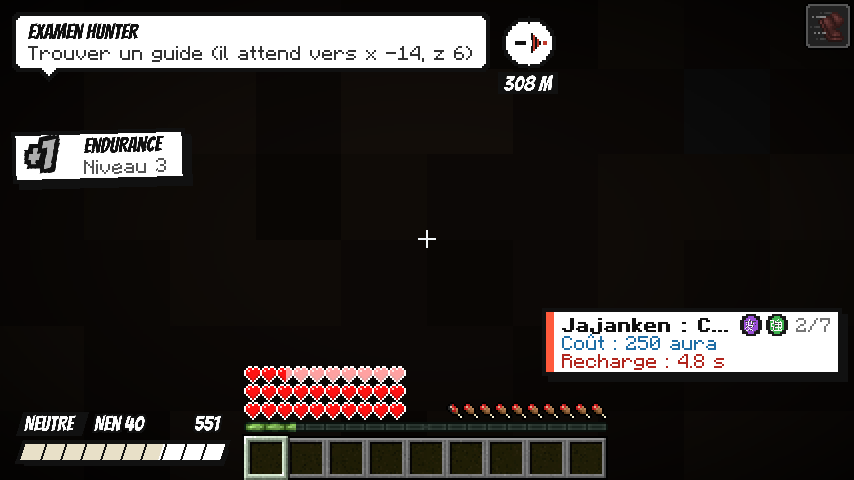 EXAMEN HUNTER
Trouver un guide (il attend vers x -14, z 6)
308 M
+1
ENDURANCE
Niveau 3
Jajanken : C...
2/7
Coût : 250 aura
Recharge : 4.8 s
NEUTRE
NEN 40
551